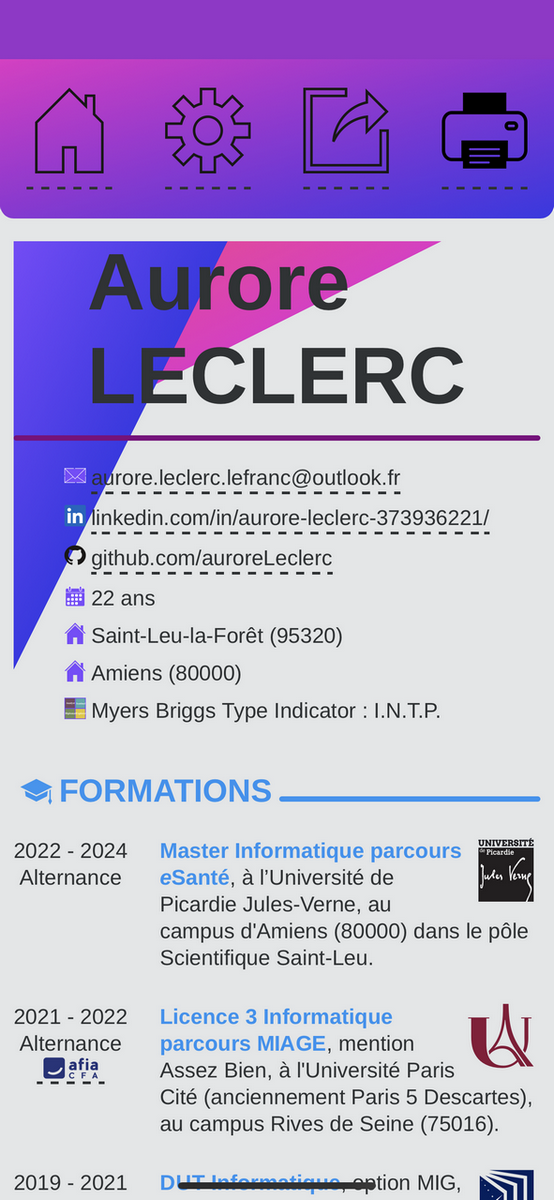 Aurore
LECLERC
aurore.leclerc.lefranc@outlook.fr
linkedin.com/in/aurore-leclerc-373936221/
github.com/auroreLeclerc
22 ans
Saint-Leu-la-Forêt (95320)
Amiens (80000)
Myers Briggs Type Indicator : I.N.T.P.
FORMATIONS
2022 - 2024
Alternance
Master Informatique parcours
eSanté, à l’Université de
Picardie Jules-Verne, au
campus d'Amiens (80000) dans le pôle
Scientifique Saint-Leu.
UNIVERSITÉ
de Picardie
Jules Verne
2021 - 2022
Alternance
afia
CFA
Licence 3 Informatique
parcours MIAGE, mention
Assez Bien, à l'Université Paris
Cité (anciennement Paris 5 Descartes),
au campus Rives de Seine (75016).
2019 - 2021
DUT Informatique, option MIG,